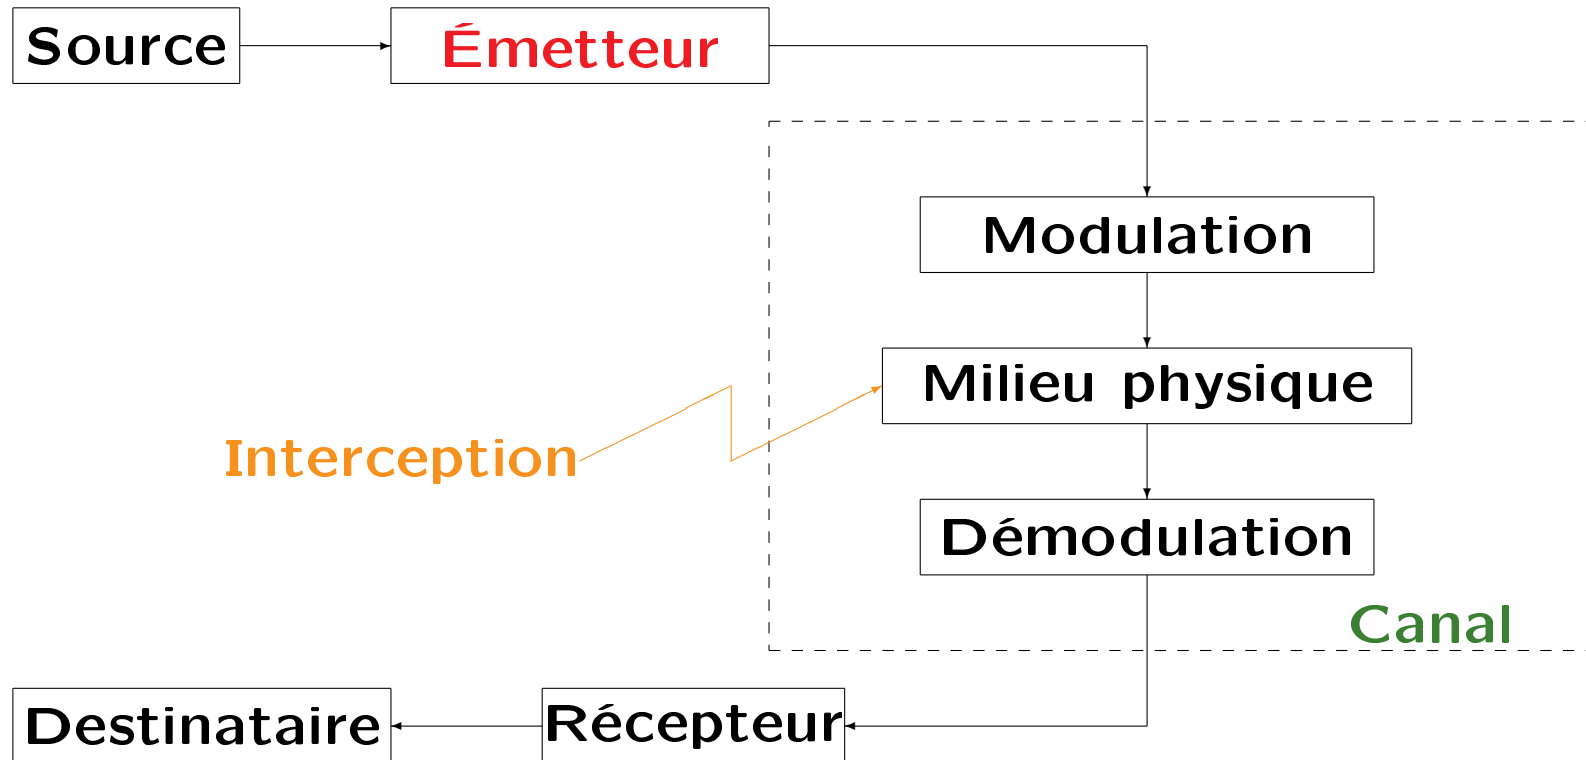 Source
Émetteur
Modulation
Milieu physique
Interception
Démodulation
Canal
Destinataire
Récepteur